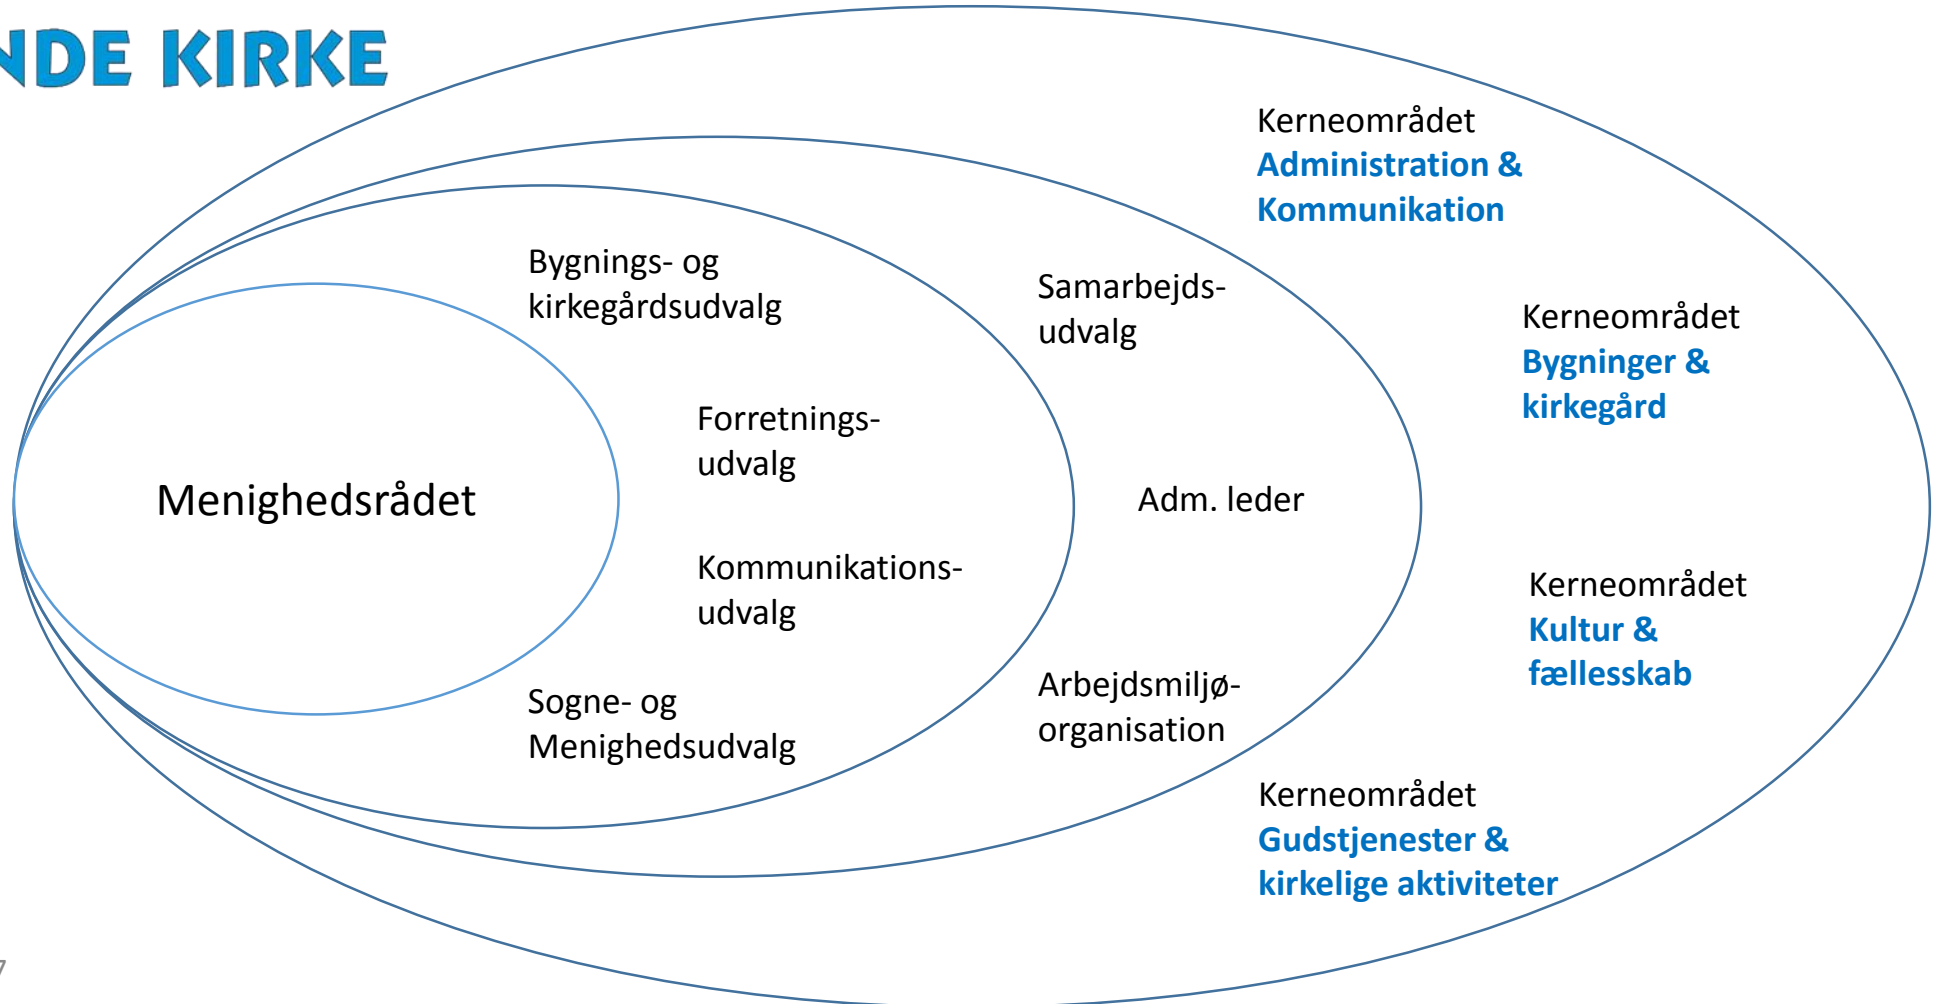 NDE KIRKE
Kerneområdet
Administration &
Kommunikation
Bygnings- og
kirkegårdsudvalg
Samarbejds-
udvalg
Kerneområdet
Bygninger &
kirkegård
Forretnings-
udvalg
Menighedsrådet
Adm. leder
Kommunikations-
udvalg
Kerneområdet
Kultur &
fællesskab
Sogne- og
Menighedsudvalg
Arbejdsmiljø-
organisation
Kerneområdet
Gudstjenester &
kirkelige aktiviteter
7